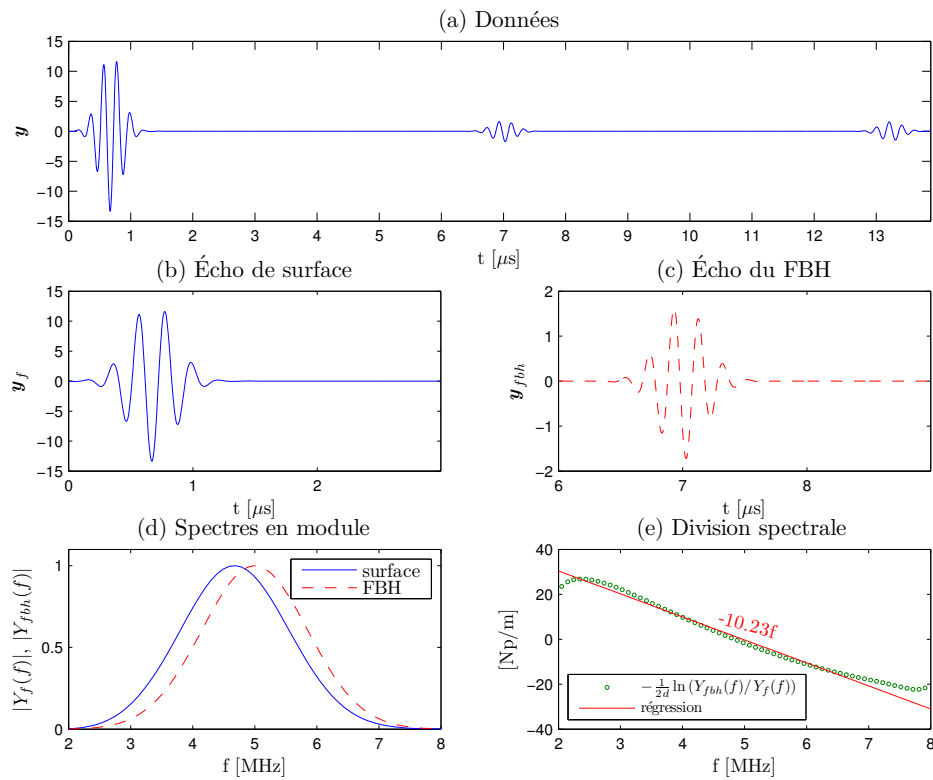 (a) Données
15
10
5
0
−5
−10
−15
y
0 1 2 3 4 5 6 7 8 9 10 11 12 13
t [μs]
(b) Écho de surface
15
10
5
0
−5
−10
−15
y_f
0 1 2
t [μs]
(c) Écho du FBH
2
1
0
−1
−2
y_fbh
6 7 8
t [μs]
(d) Spectres en module
1
0.5
0
|Y_f(f)|, |Y_fbh(f)|
surface
FBH
2 3 4 5 6 7 8
f [MHz]
(e) Division spectrale
40
20
0
−20
−40
[Np/m]
-10.23f
− 1/2d ln (Y_fbh(f)/Y_f(f))
régression
2 3 4 5 6 7 8
f [MHz]